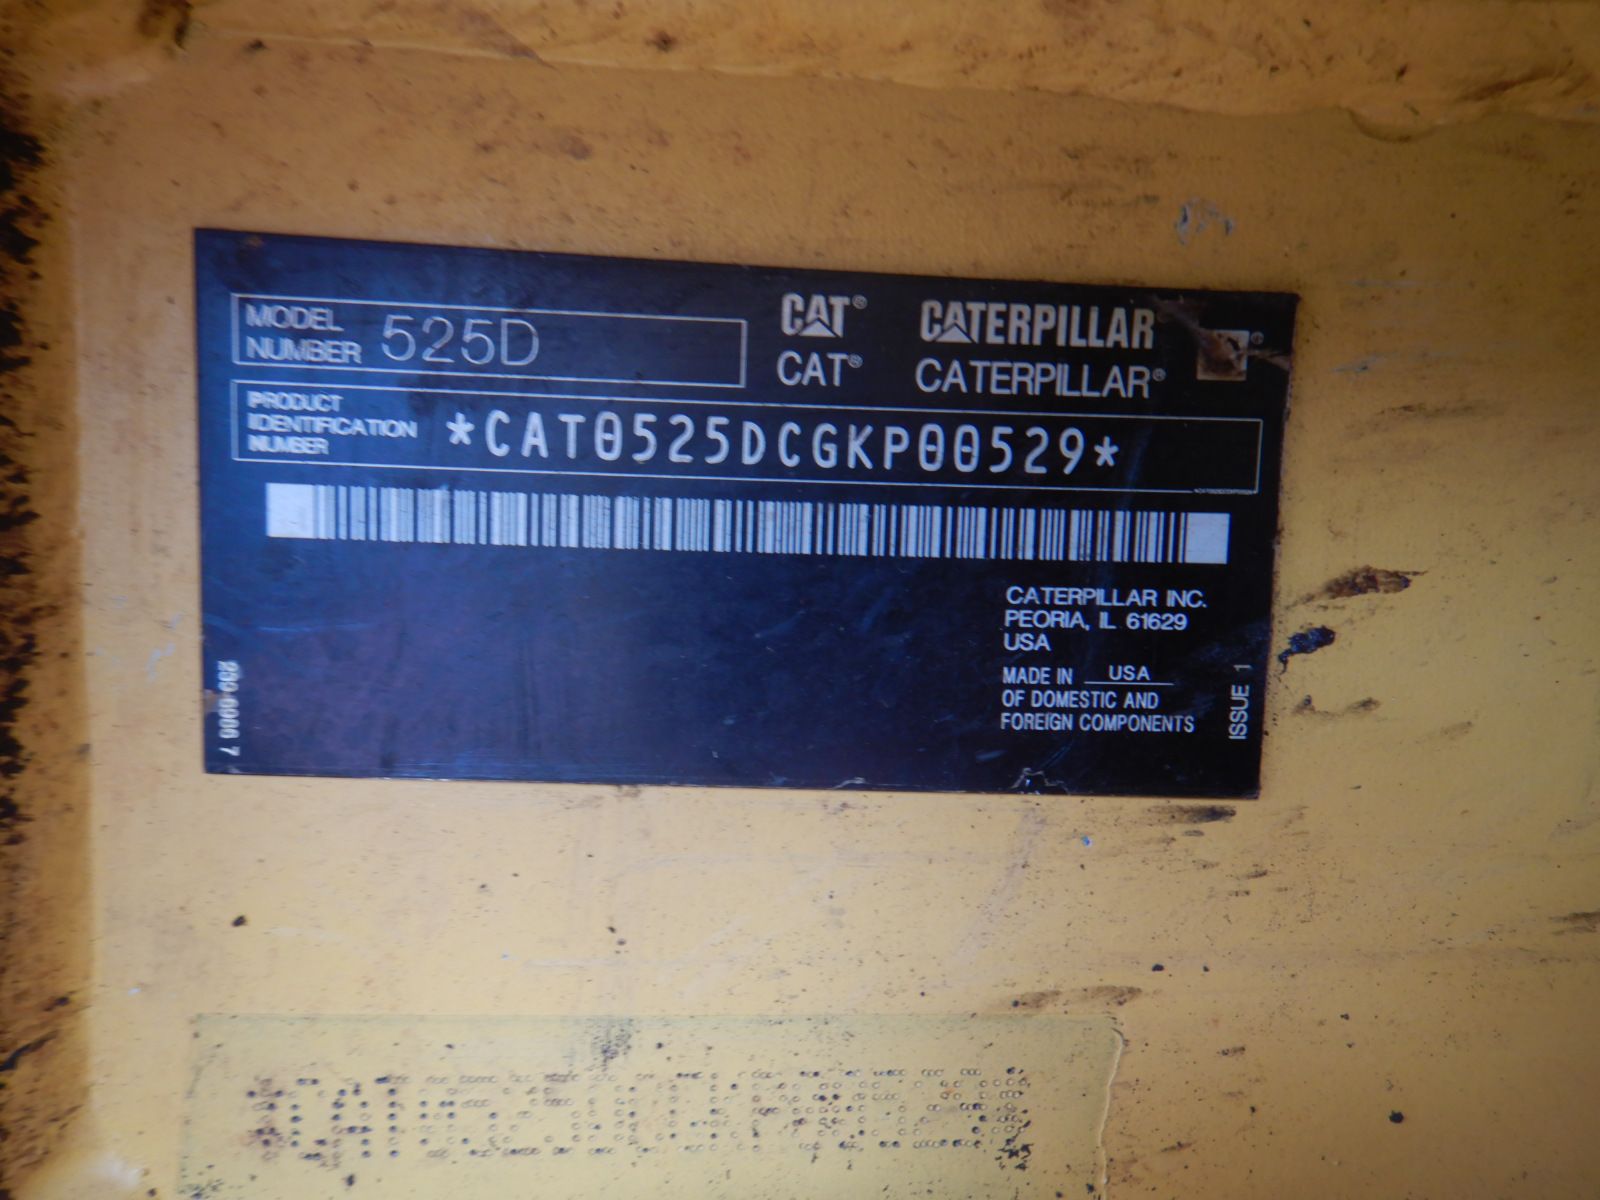 MODEL NUMBER 525D
CAT® CATERPILLAR ®
CAT® CATERPILLAR®
PRODUCT IDENTIFICATION NUMBER *CAT0525DCGKP00529*
CATERPILLAR INC.
PEORIA, IL 61629
USA
MADE IN USA
OF DOMESTIC AND
FOREIGN COMPONENTS
ISSUE 1